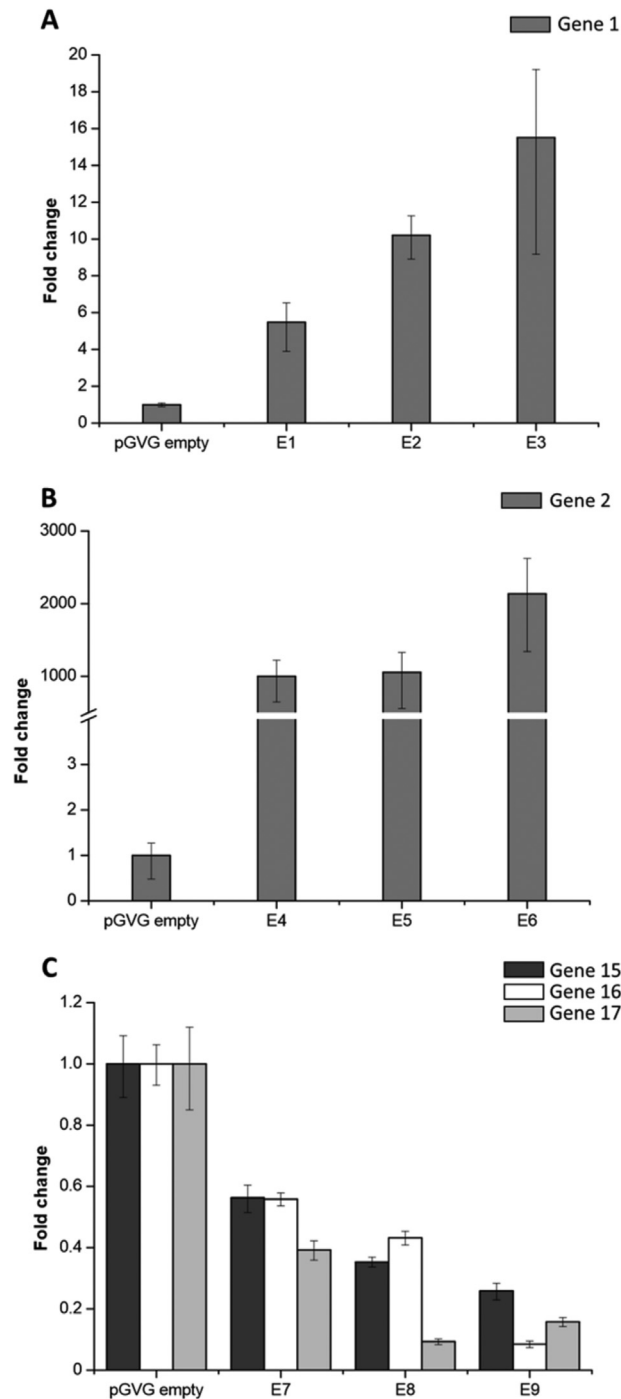 A
Gene 1
20
18
16
14
12
10
8
6
4
2
0
Fold change
pGVG empty E1 E2 E3
B
Gene 2
3000
2000
1000
3
2
1
0
Fold change
pGVG empty E4 E5 E6
C
Gene 15
Gene 16
Gene 17
1.2
1.0
0.8
0.6
0.4
0.2
0
Fold change
pGVG empty E7 E8 E9